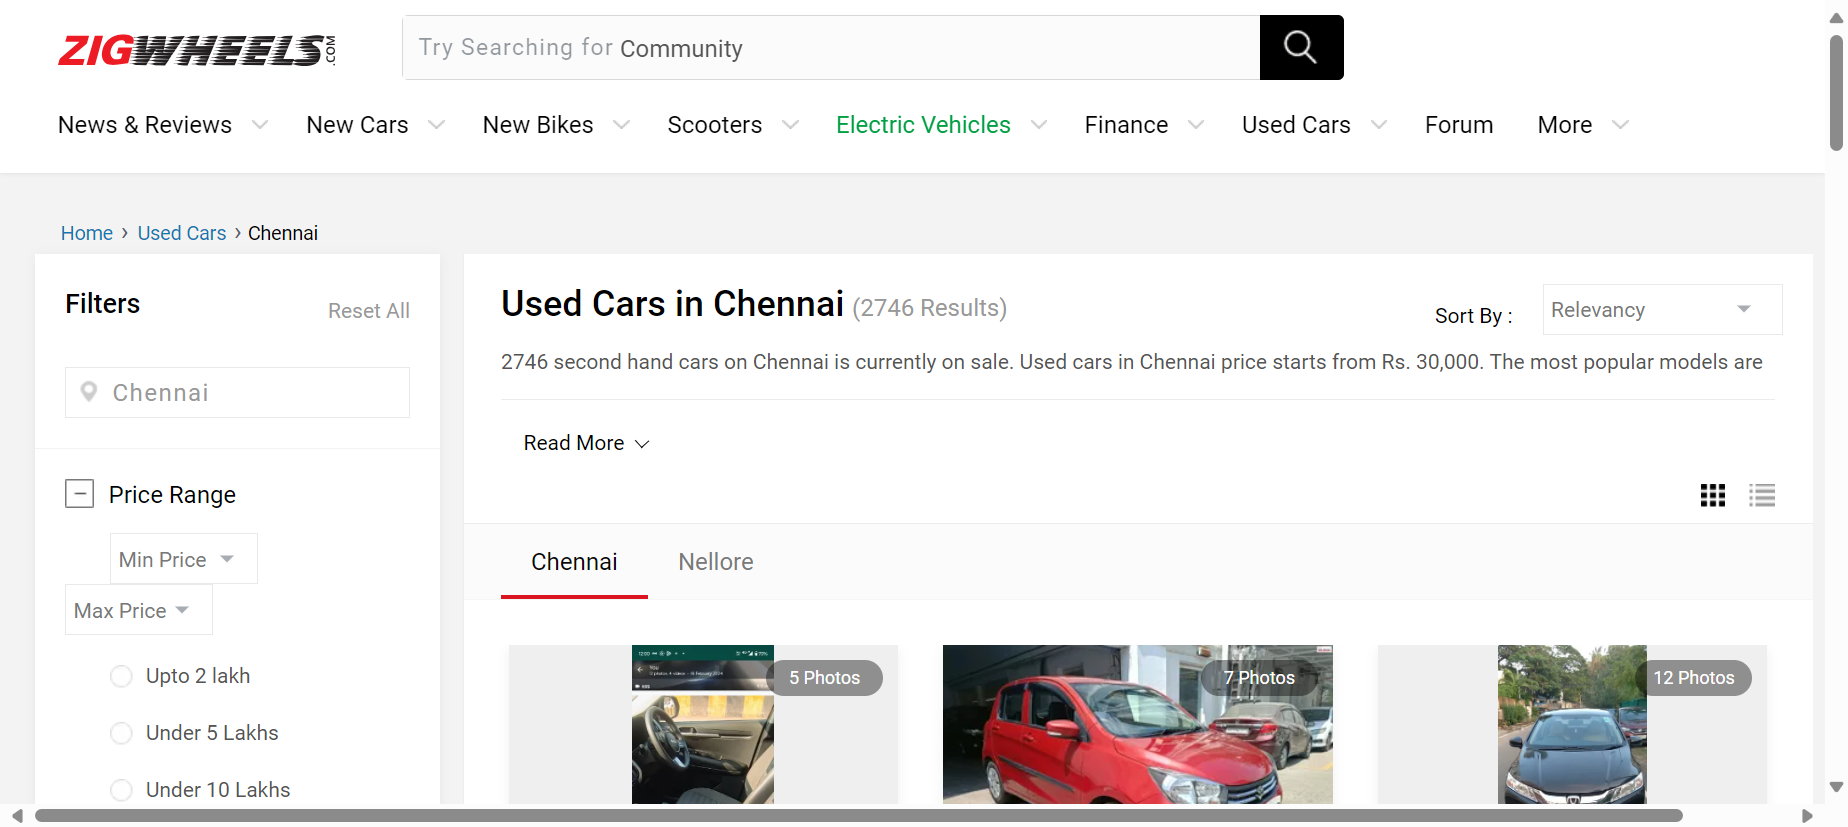 ZIGWHEELS.COM
Try Searching for Community
News & Reviews
New Cars
New Bikes
Scooters
Electric Vehicles
Finance
Used Cars
Forum
More
Home › Used Cars › Chennai
Filters
Reset All
Chennai
Price Range
Min Price
Max Price
Upto 2 lakh
Under 5 Lakhs
Under 10 Lakhs
Used Cars in Chennai (2746 Results)
Sort By :
Relevancy
2746 second hand cars on Chennai is currently on sale. Used cars in Chennai price starts from Rs. 30,000. The most popular models are
Read More
Chennai
Nellore
5 Photos
7 Photos
12 Photos